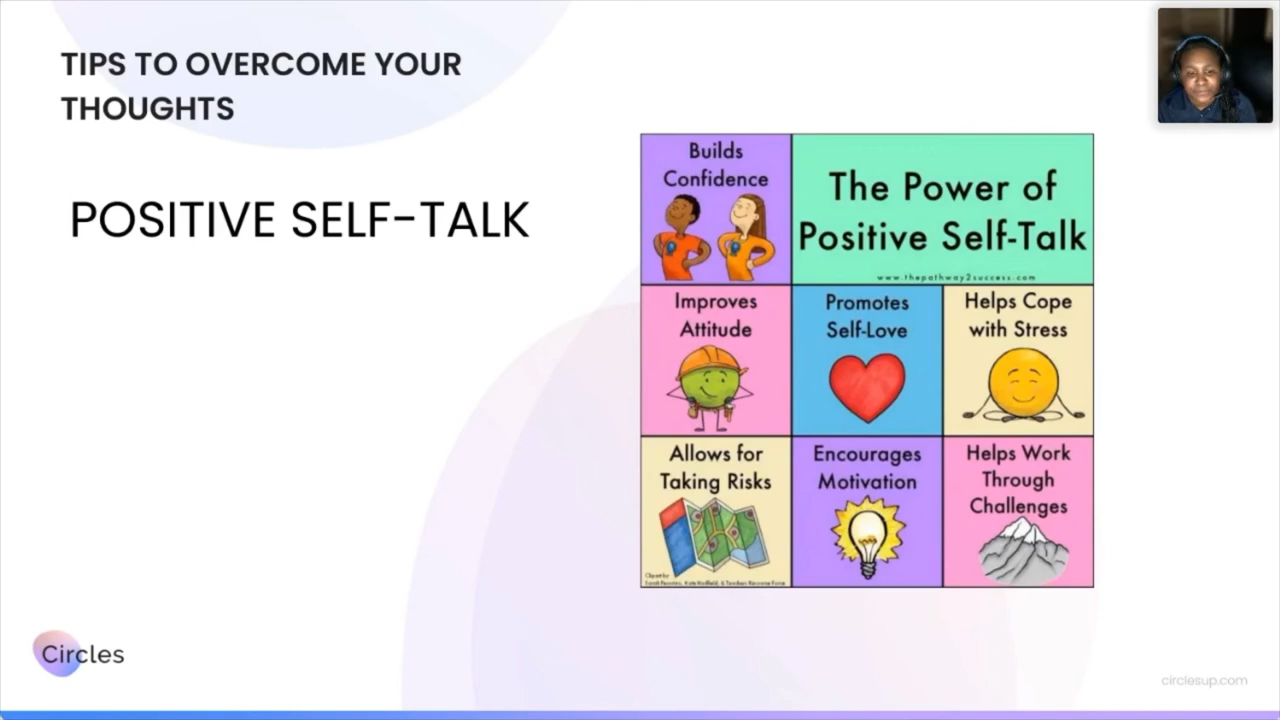 TIPS TO OVERCOME YOUR
THOUGHTS
POSITIVE SELF-TALK
Builds
Confidence
The Power of
Positive Self-Talk
www.thepathway2success.com
Improves
Attitude
Promotes
Self-Love
Helps Cope
with Stress
Allows for
Taking Risks
Encourages
Motivation
Helps Work
Through
Challenges
Clipart by
Circles
circlesup.com